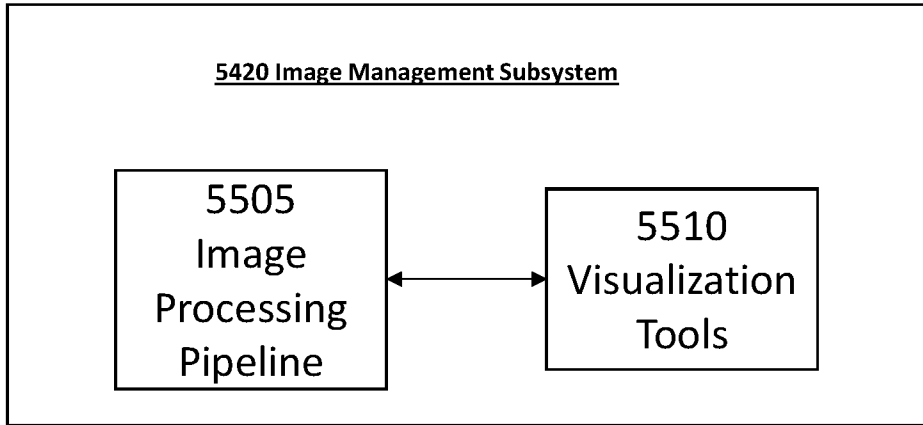 5420 Image Management Subsystem
5505
Image
Processing
Pipeline
5510
Visualization
Tools